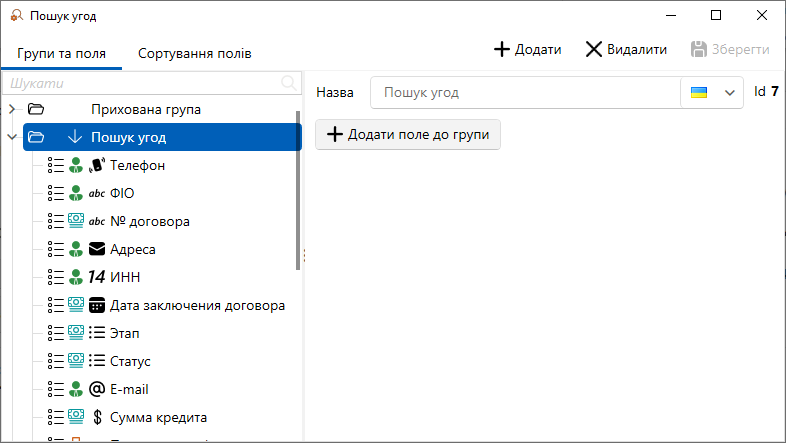 Пошук угод
Групи та поля
Сортування полів
Додати
Видалити
Зберегти
Шукати
Прихована група
Пошук угод
Телефон
abc ФІО
abc № договора
Адреса
14 ИНН
Дата заключения договора
Этап
Статус
@ E-mail
$ Сумма кредита
Назва
Пошук угод
Id 7
Додати поле до групи